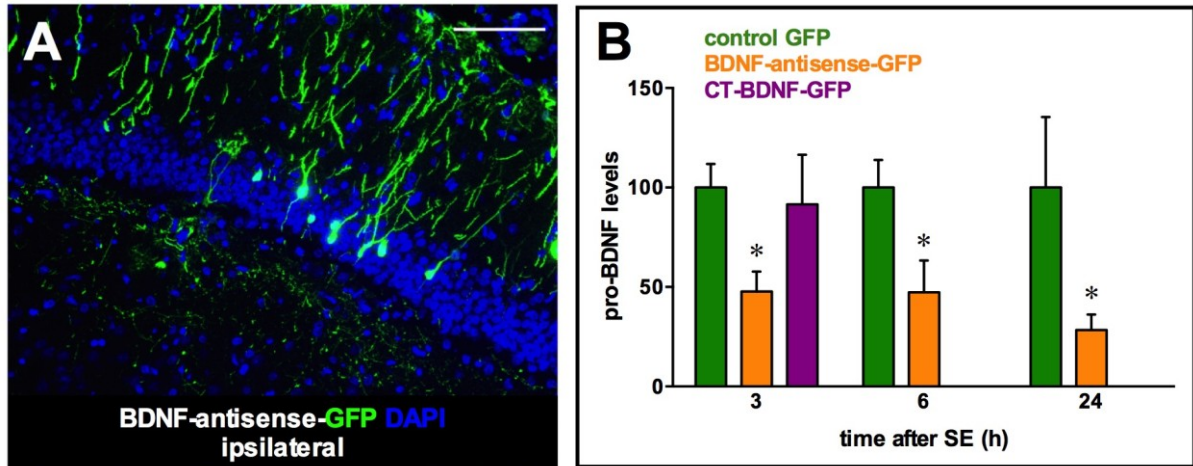 A
BDNF-antisense-GFP DAPI
ipsilateral
B
control GFP
BDNF-antisense-GFP
CT-BDNF-GFP
150
100
50
0
pro-BDNF levels
*
*
*
3
6
24
time after SE (h)